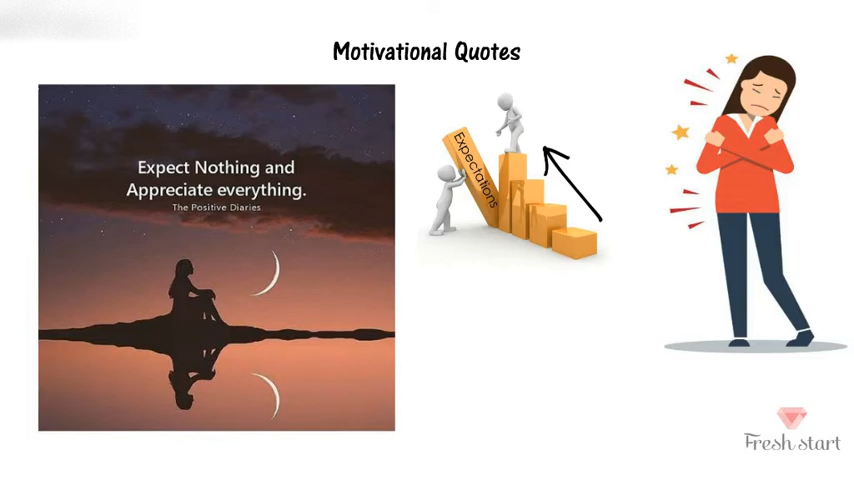 Motivational Quotes
Expect Nothing and
Appreciate everything.
The Positive Diaries
Expectations
Fresh start